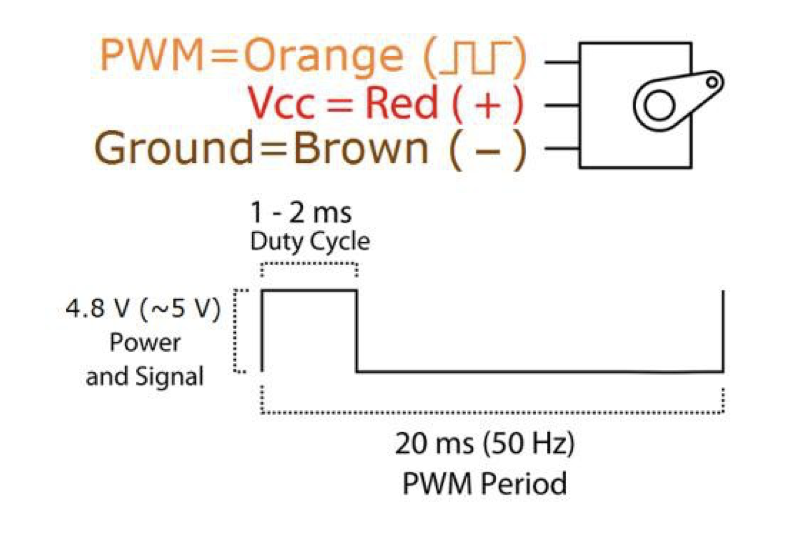 PWM=Orange (⎍⎍)
Vcc = Red ( + )
Ground=Brown ( − )
1 - 2 ms
Duty Cycle
4.8 V (~5 V)
Power
and Signal
20 ms (50 Hz)
PWM Period